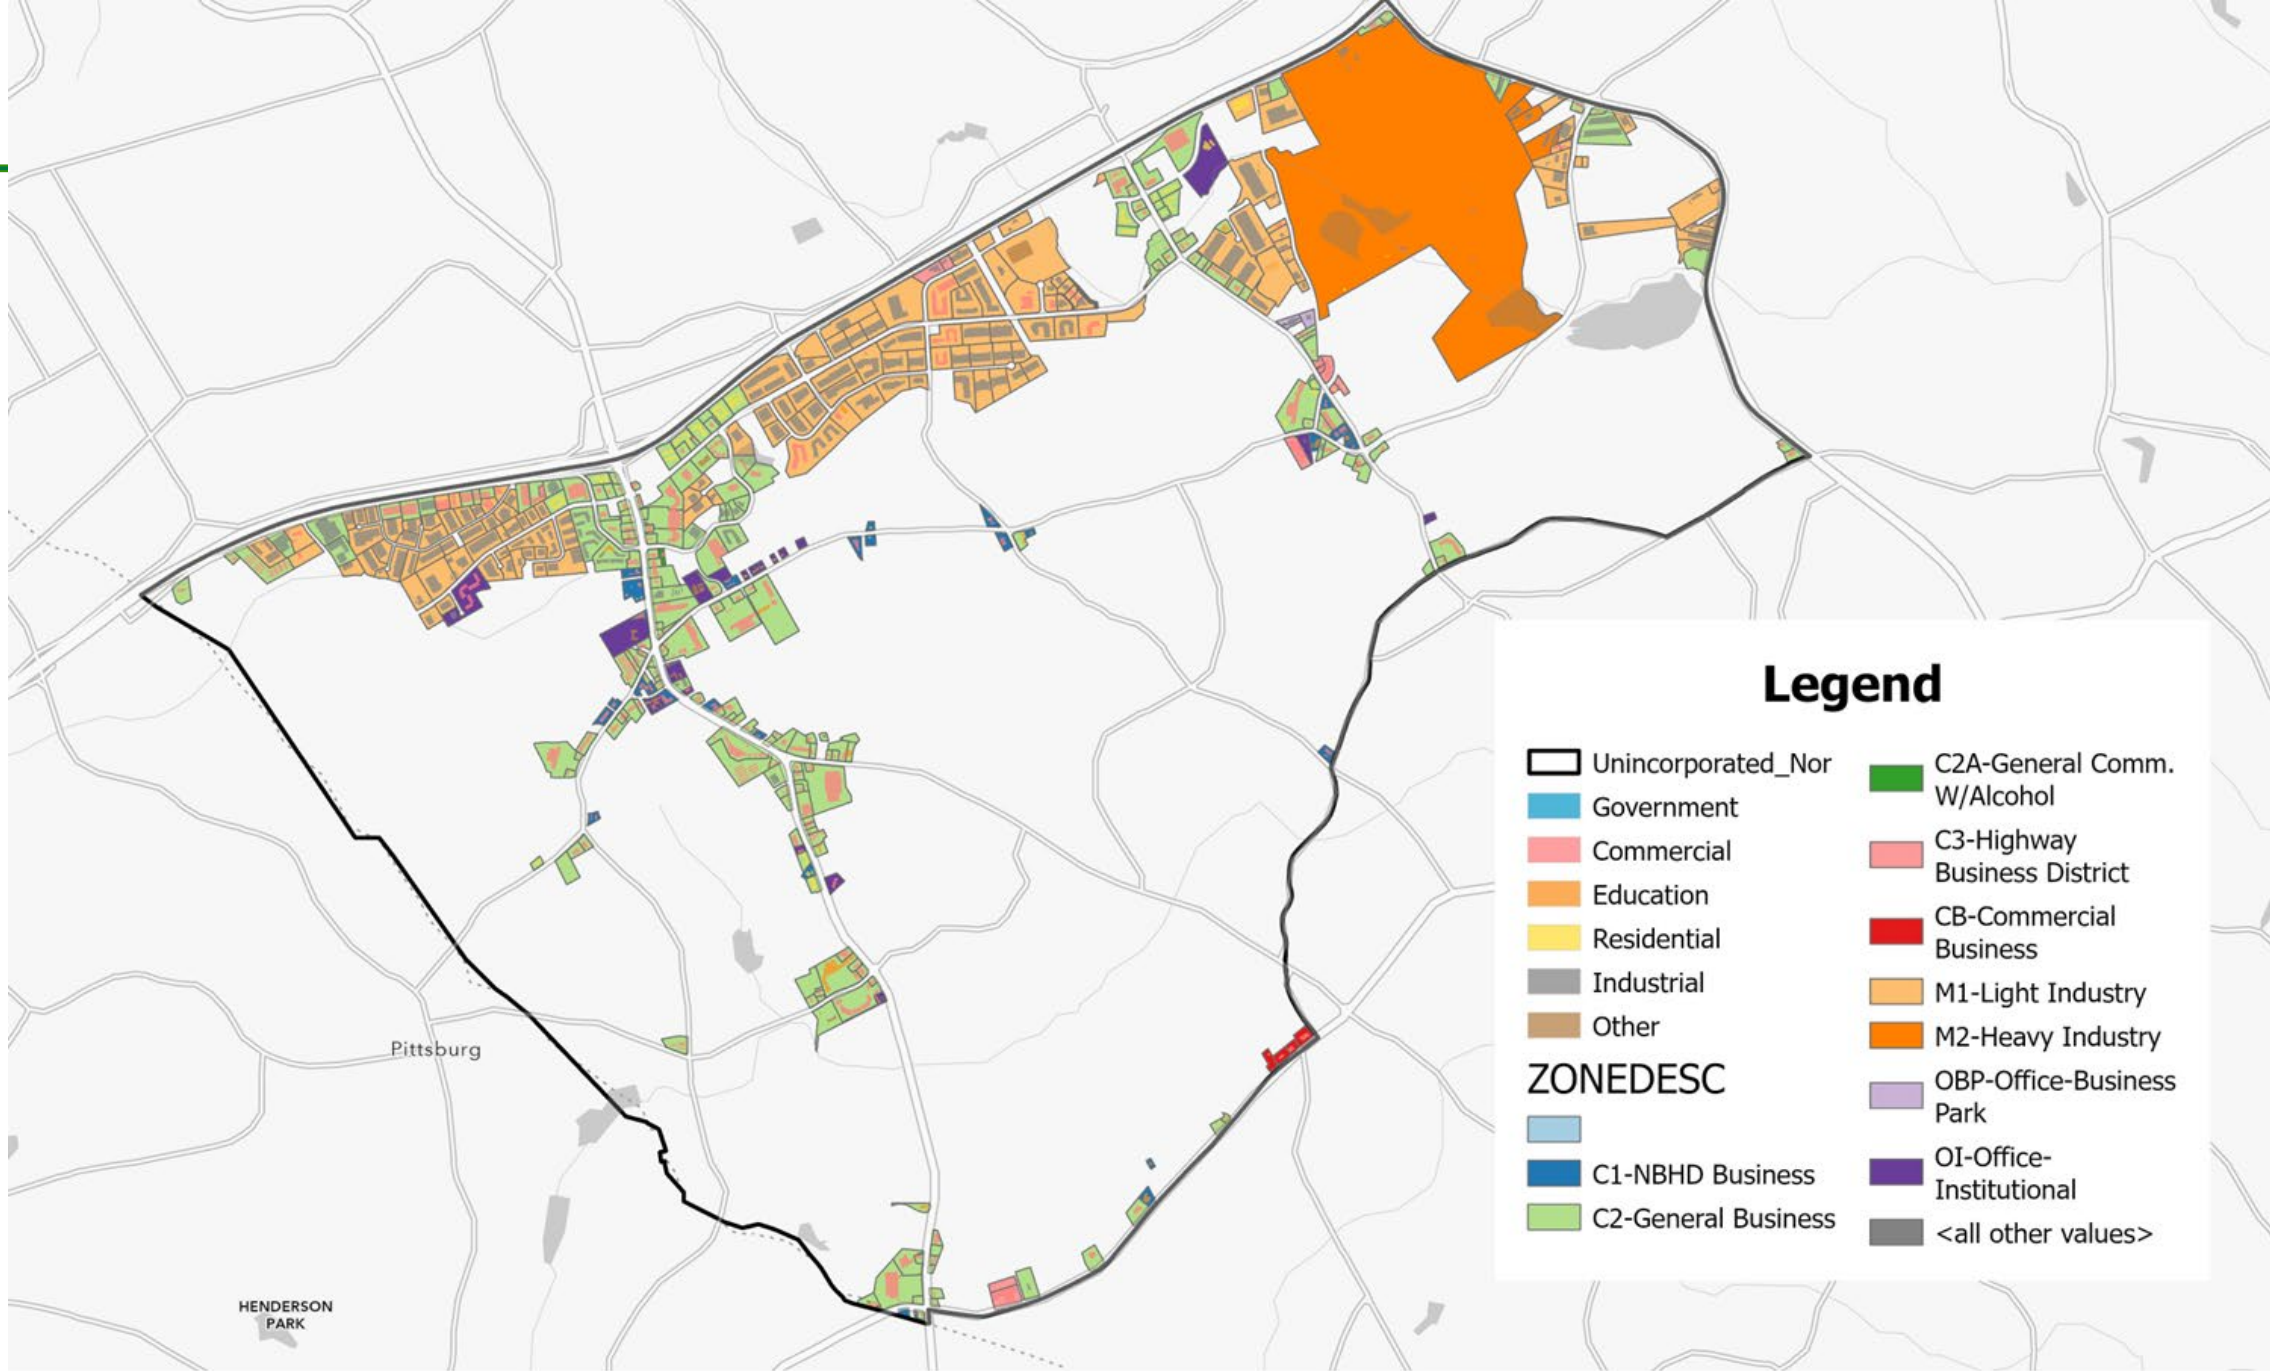 Pittsburg
HENDERSON
PARK
Legend
Unincorporated_Nor
Government
Commercial
Education
Residential
Industrial
Other
ZONEDESC
C1-NBHD Business
C2-General Business
C2A-General Comm.
W/Alcohol
C3-Highway
Business District
CB-Commercial
Business
M1-Light Industry
M2-Heavy Industry
OBP-Office-Business
Park
OI-Office-
Institutional
<all other values>